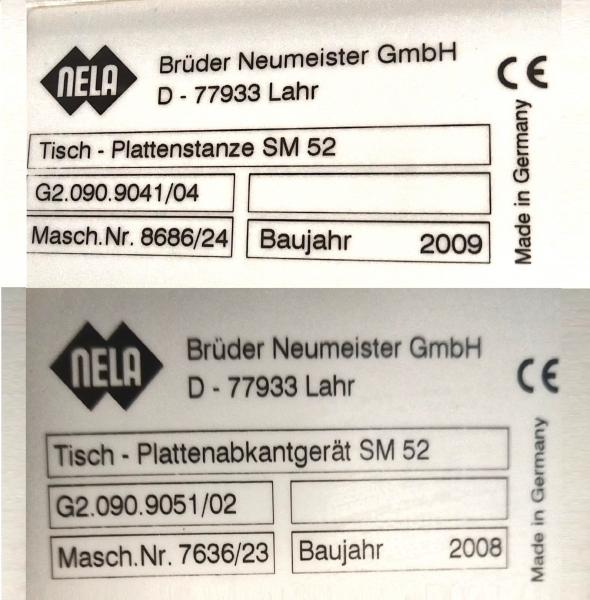 NELA
Brüder Neumeister GmbH
D - 77933 Lahr
CE
Tisch - Plattenstanze SM 52
G2.090.9041/04
Masch.Nr. 8686/24
Baujahr 2009
Made in Germany
NELA
Brüder Neumeister GmbH
D - 77933 Lahr
CE
Tisch - Plattenabkantgerät SM 52
G2.090.9051/02
Masch.Nr. 7636/23
Baujahr 2008
Made in Germany